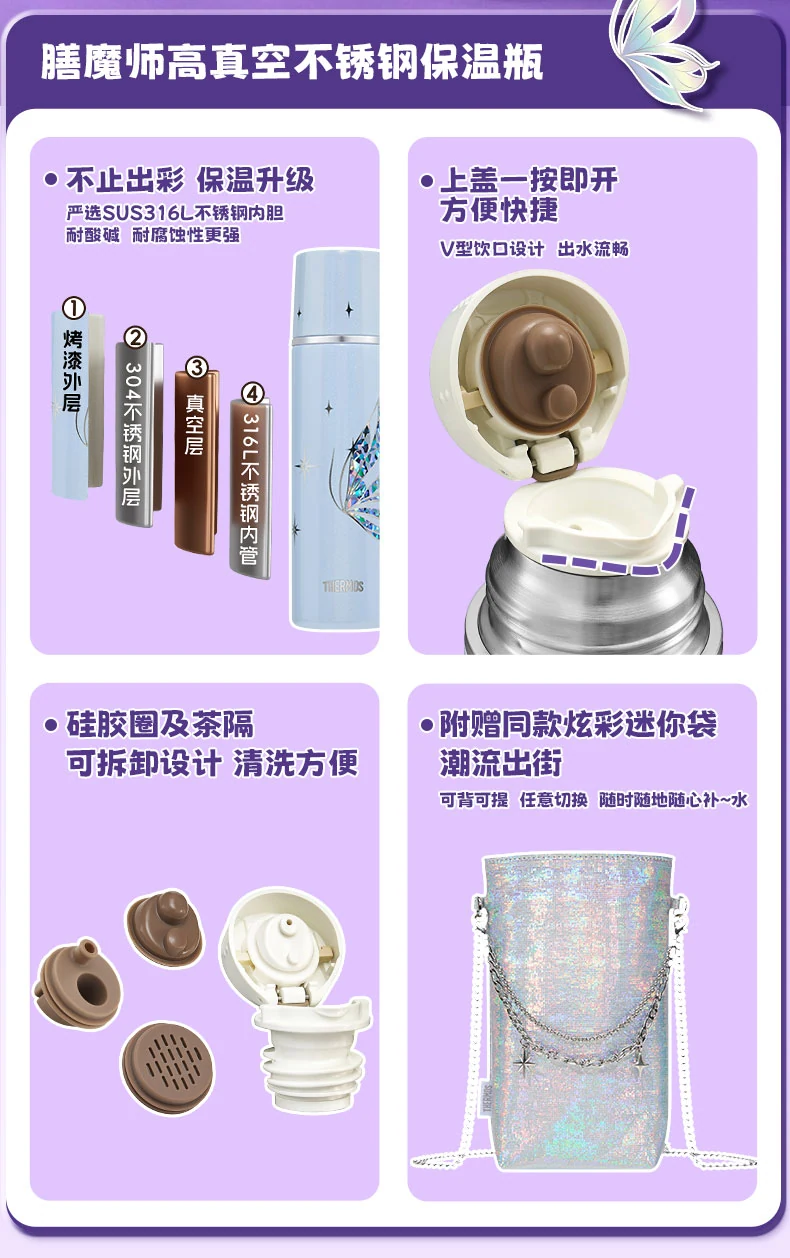 膳魔师高真空不锈钢保温瓶
• 不止出彩 保温升级
严选SUS316L不锈钢内胆
耐酸碱 耐腐蚀性更强
①
烤漆外层
②
304不锈钢外层
③
真空层
④
316L不锈钢内管
THERMOS
• 上盖一按即开
方便快捷
V型饮口设计 出水流畅
• 硅胶圈及茶隔
可拆卸设计 清洗方便
• 附赠同款炫彩迷你袋
潮流出街
可背可提 任意切换 随时随地随心补~水
THERMOS